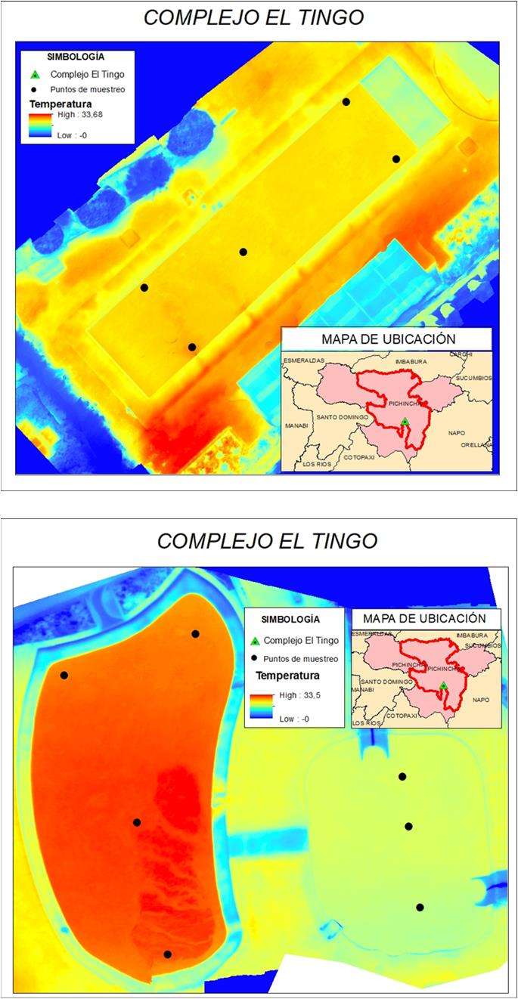 COMPLEJO EL TINGO
SIMBOLOGÍA
Complejo El Tingo
Puntos de muestreo
Temperatura
High : 33,68
Low : -0
MAPA DE UBICACIÓN
CARCHI
ESMERALDAS
IMBABURA
SUCUMBIOS
PICHINCHA
SANTO DOMINGO
MANABI
NAPO
ORELLANA
COTOPAXI
LOS RIOS
COMPLEJO EL TINGO
SIMBOLOGÍA
Complejo El Tingo
Puntos de muestreo
Temperatura
High : 33,5
Low : -0
MAPA DE UBICACIÓN
ESMERALDAS
IMBABURA
SUCUMBIOS
PICHINCHA
PICHINCHA
SANTO DOMINGO
MANABI
NAPO
COTOPAXI
LOS RIOS